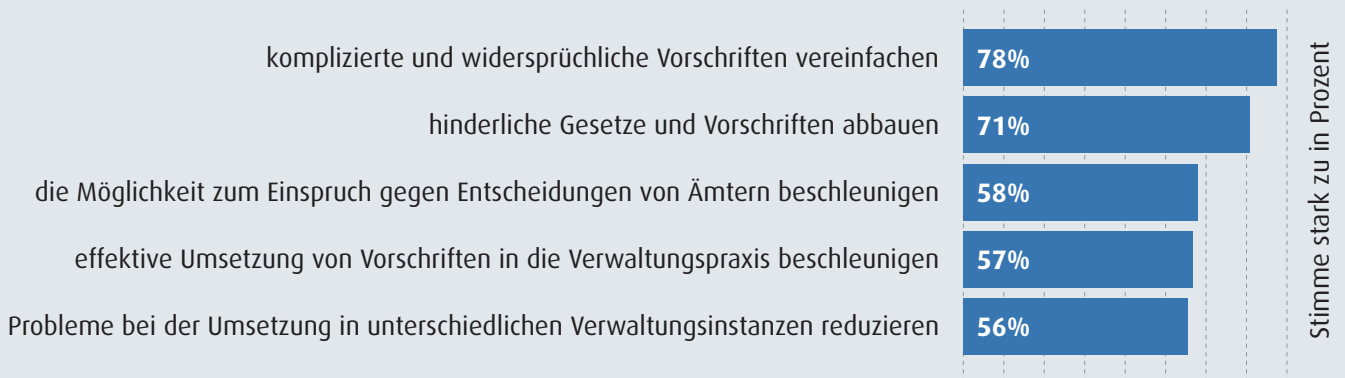 komplizierte und widersprüchliche Vorschriften vereinfachen 78%
hinderliche Gesetze und Vorschriften abbauen 71%
die Möglichkeit zum Einspruch gegen Entscheidungen von Ämtern beschleunigen 58%
effektive Umsetzung von Vorschriften in die Verwaltungspraxis beschleunigen 57%
Probleme bei der Umsetzung in unterschiedlichen Verwaltungsinstanzen reduzieren 56%
Stimme stark zu in Prozent